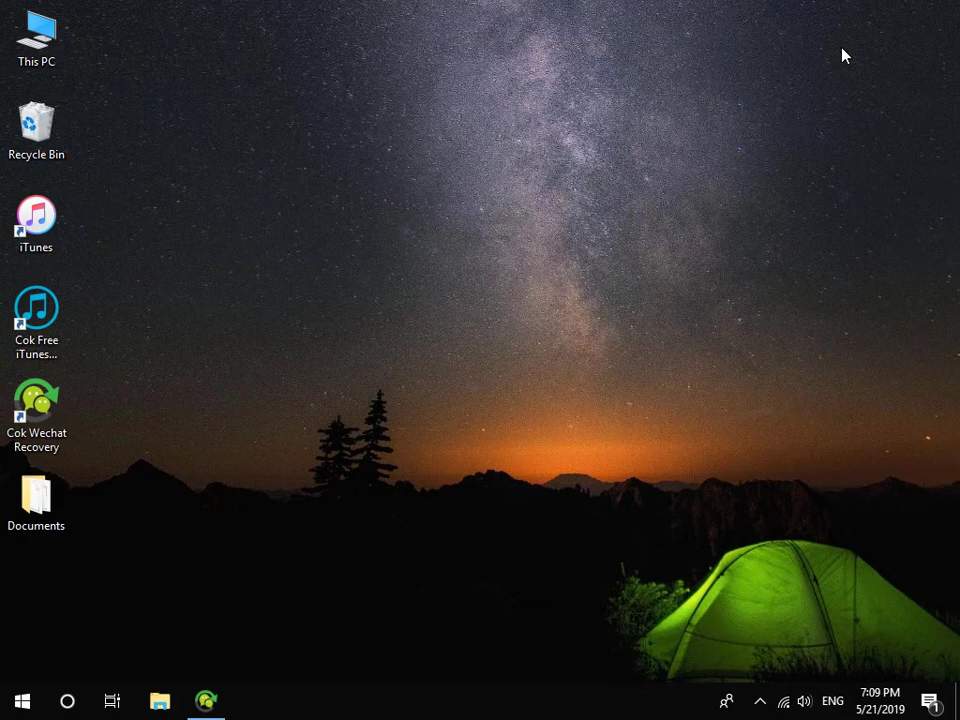 This PC
Recycle Bin
iTunes
Cok Free
iTunes...
Cok Wechat
Recovery
Documents
ENG
7:09 PM
5/21/2019
1